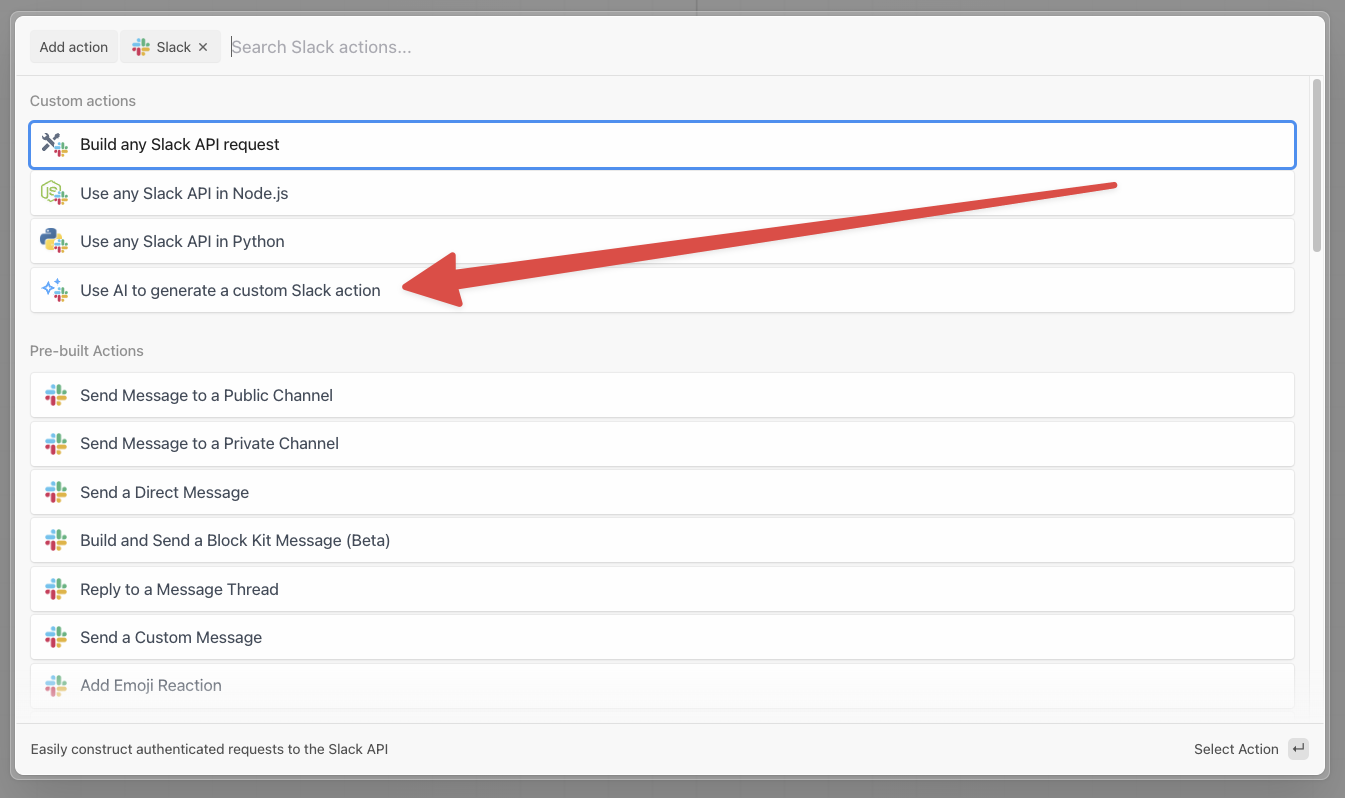 Add action
Slack ×
Search Slack actions...
Custom actions
Build any Slack API request
Use any Slack API in Node.js
Use any Slack API in Python
Use AI to generate a custom Slack action
Pre-built Actions
Send Message to a Public Channel
Send Message to a Private Channel
Send a Direct Message
Build and Send a Block Kit Message (Beta)
Reply to a Message Thread
Send a Custom Message
Add Emoji Reaction
Easily construct authenticated requests to the Slack API
Select Action ↵